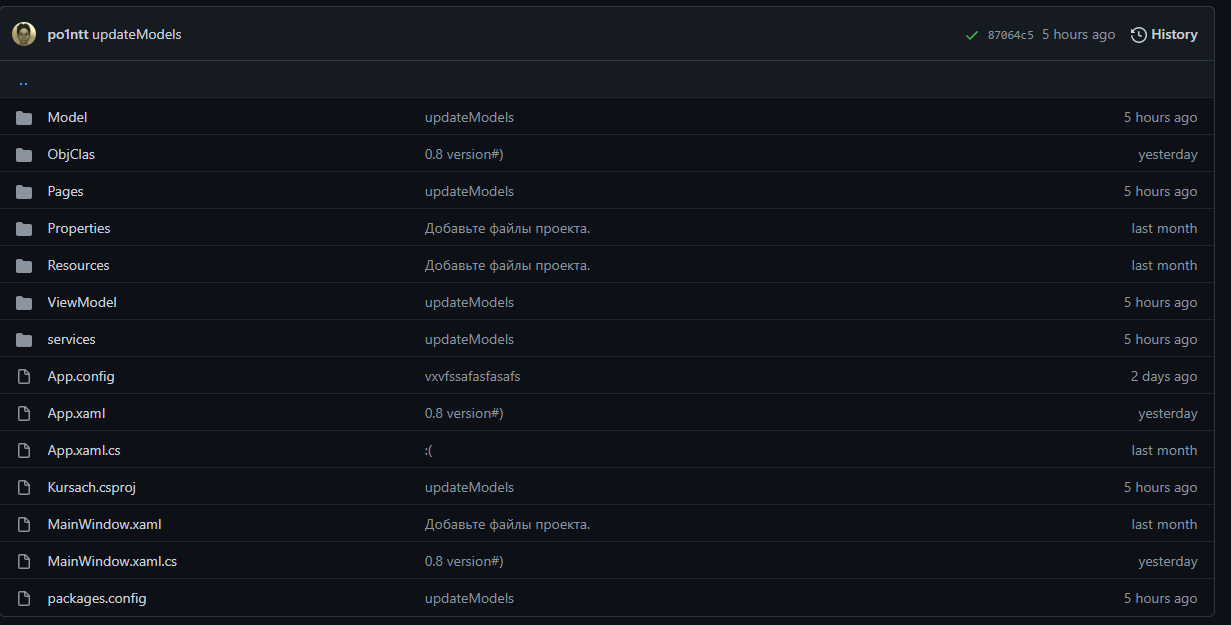 po1ntt updateModels 87064c5 5 hours ago History
..
Model updateModels 5 hours ago
ObjClas 0.8 version#) yesterday
Pages updateModels 5 hours ago
Properties Добавьте файлы проекта. last month
Resources Добавьте файлы проекта. last month
ViewModel updateModels 5 hours ago
services updateModels 5 hours ago
App.config vxvfssafasfasafs 2 days ago
App.xaml 0.8 version#) yesterday
App.xaml.cs :( last month
Kursach.csproj updateModels 5 hours ago
MainWindow.xaml Добавьте файлы проекта. last month
MainWindow.xaml.cs 0.8 version#) yesterday
packages.config updateModels 5 hours ago